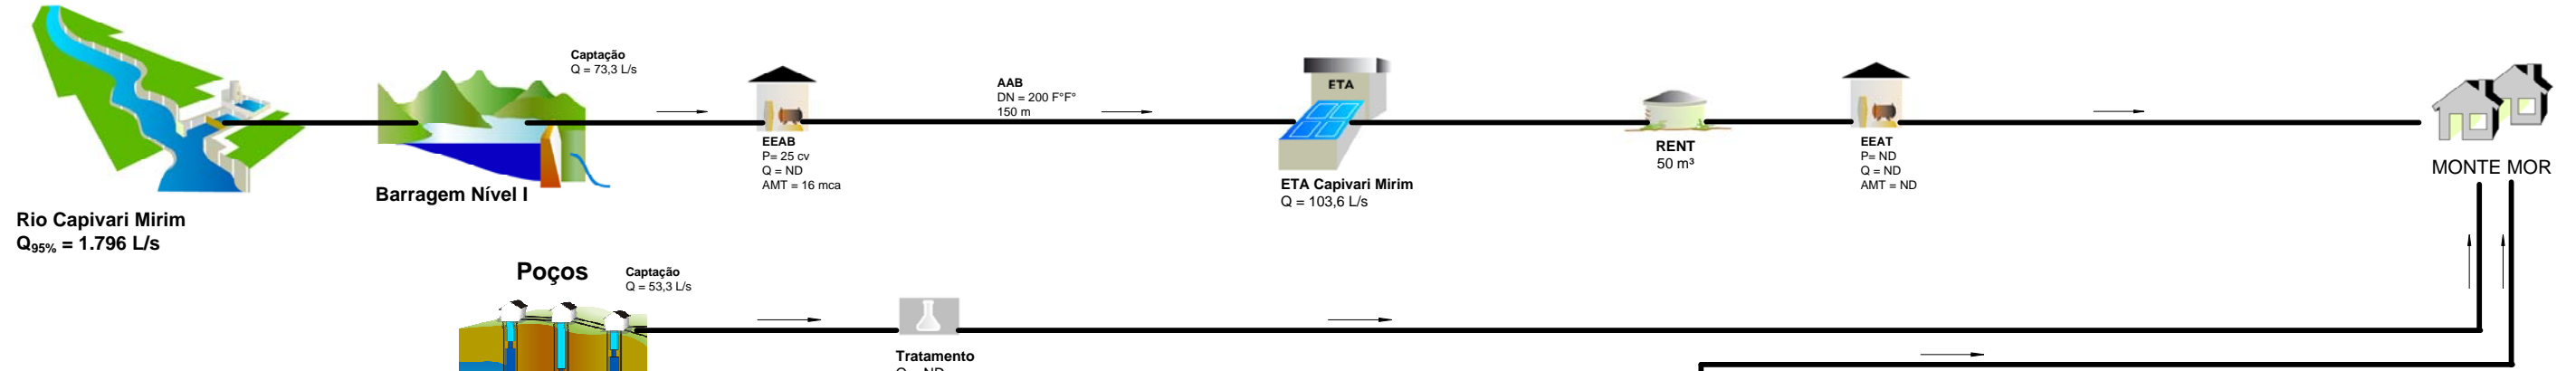 Captação
Q = 73,3 L/s
AAB
DN = 200 F°F°
150 m
ETA
EEAB
P= 25 cv
Q = ND
AMT = 16 mca
RENT
50 m³
EEAT
P= ND
Q = ND
AMT = ND
MONTE MOR
Barragem Nível I
ETA Capivari Mirim
Q = 103,6 L/s
Rio Capivari Mirim
Q95% = 1.796 L/s
Poços
Captação
Q = 53,3 L/s
Tratamento